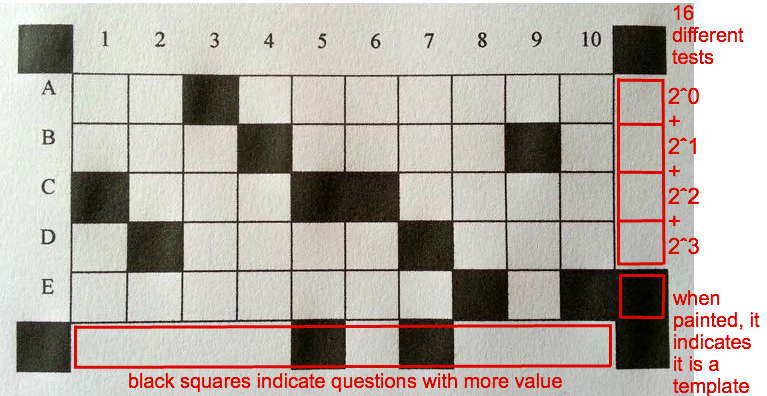 16
different
tests
1 2 3 4 5 6 7 8 9 10
A
2^0
+
B
2^1
+
C
2^2
+
D
2^3
E
when
painted, it
indicates
it is a
template
black squares indicate questions with more value